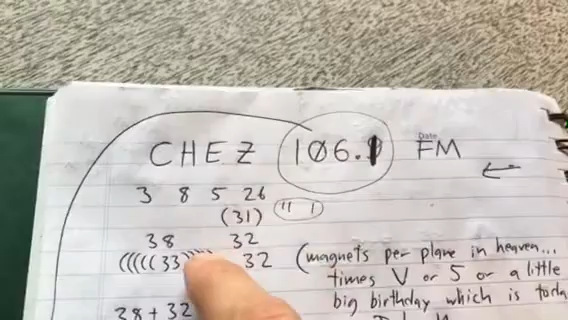 Date
CHEZ 106.1 FM
3 8 5 26
(31) (" 1)
38 32
(((((33))))) 32 (magnets per plane in heaven...
times V or 5 or a little
big birthday which is today
38 + 32